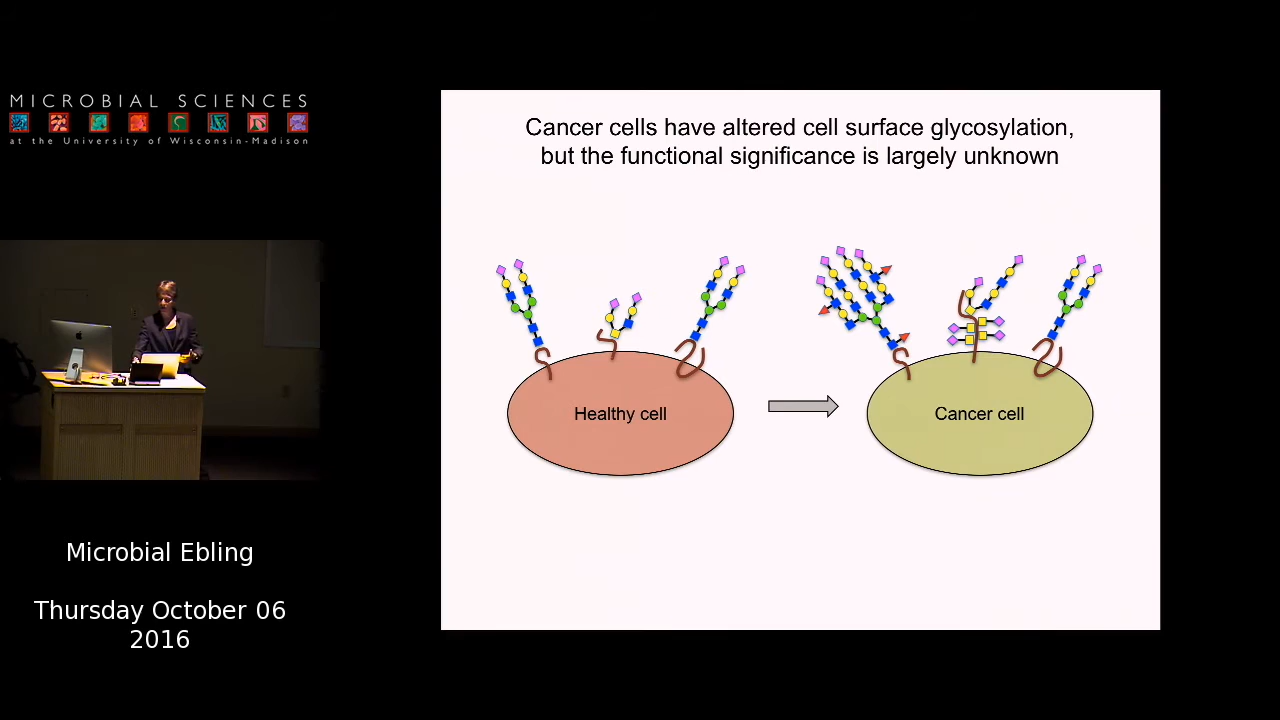 MICROBIAL SCIENCES
at the University of Wisconsin-Madison
Microbial Ebling
Thursday October 06
2016
Cancer cells have altered cell surface glycosylation,
but the functional significance is largely unknown
Healthy cell
Cancer cell